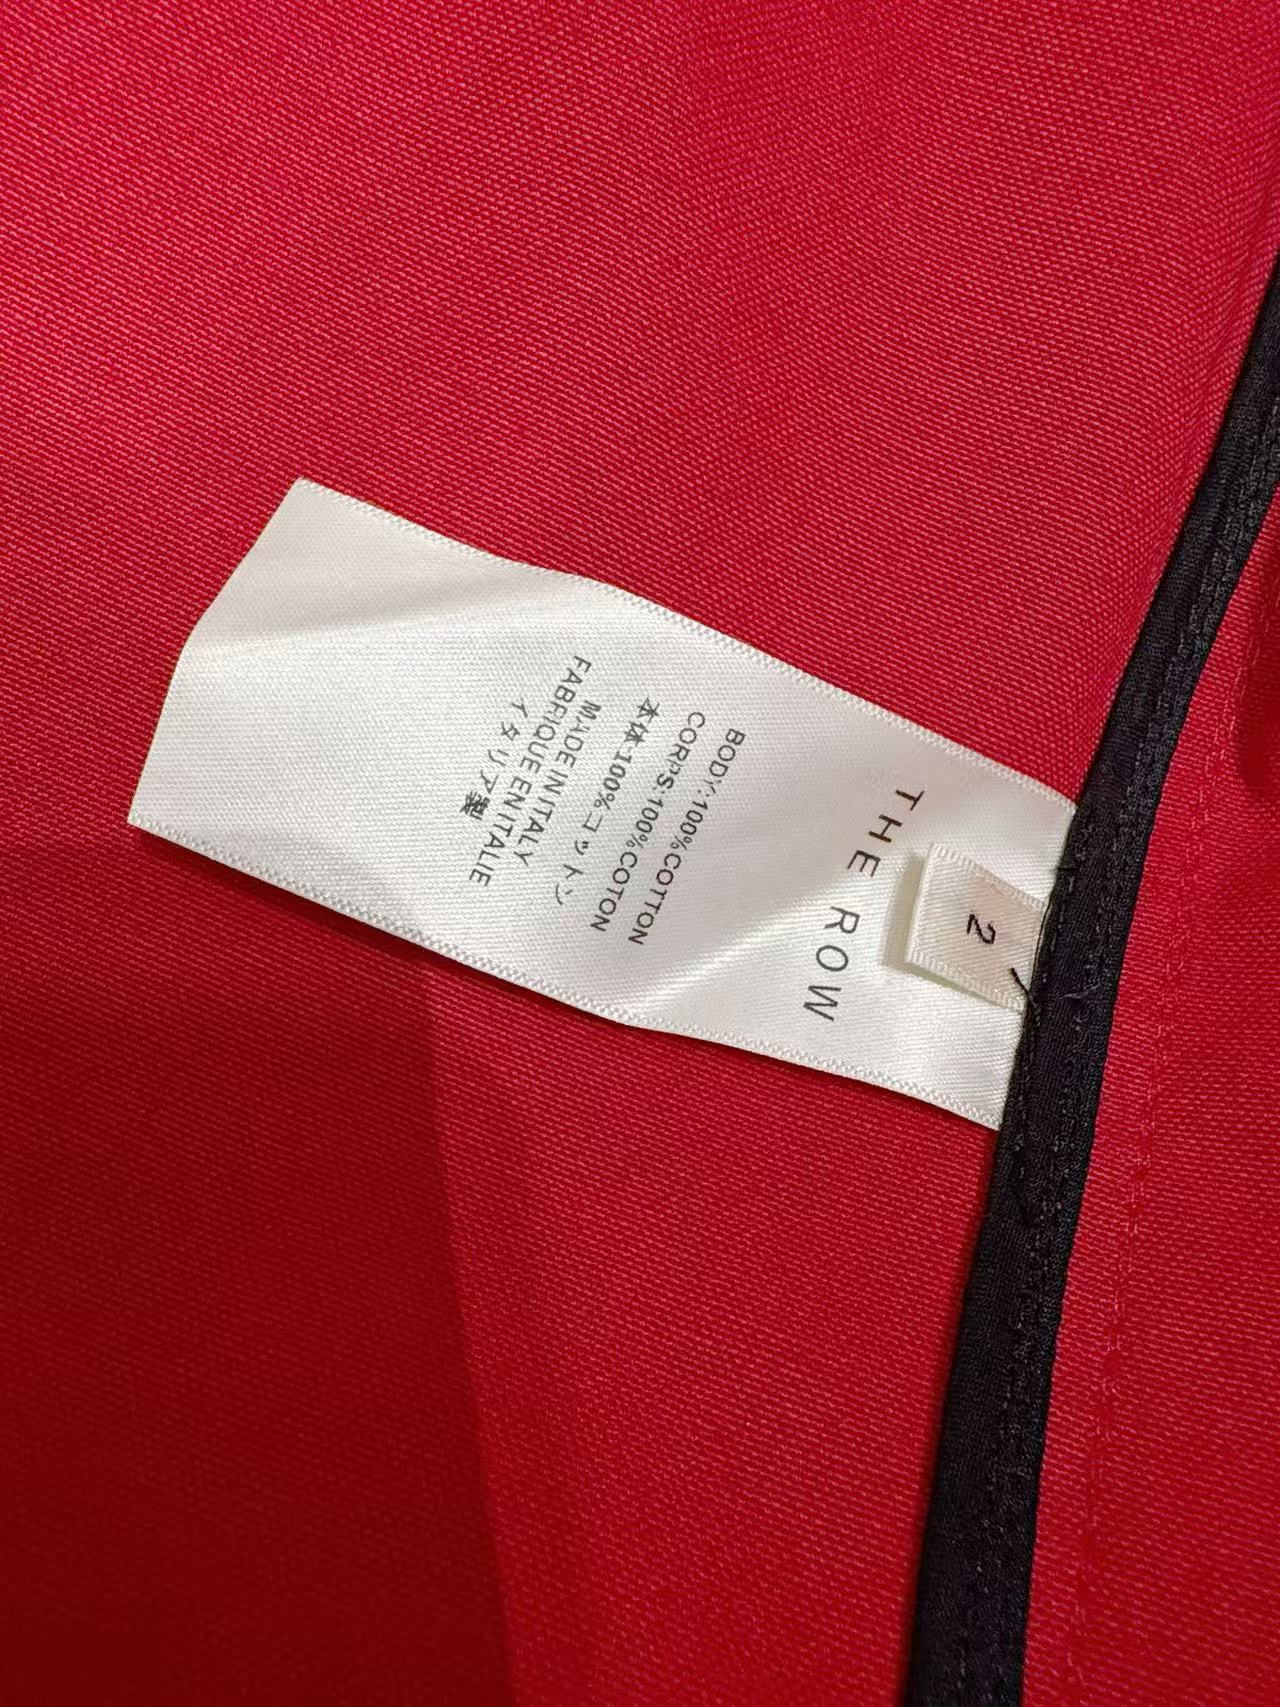 2
THE ROW
BODY:100%COTTON
CORPS:100%COTON
本体:100%コットン
MADE IN ITALY
FABRIQUE EN ITALIE
イタリア製